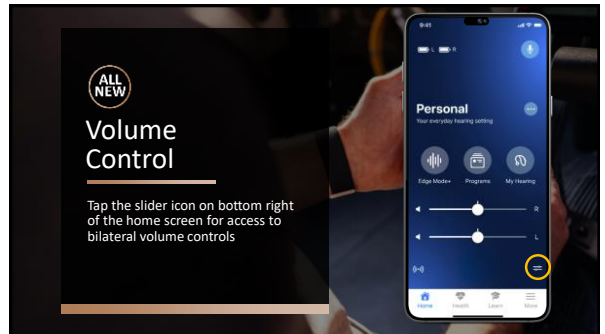 ALL
NEW
Volume
Control
Tap the slider icon on bottom right
of the home screen for access to
bilateral volume controls
9:41
L
R
Personal
Your everyday hearing setting
Edge Mode+
Programs
My Hearing
R
L
Home
Health
Learn
More